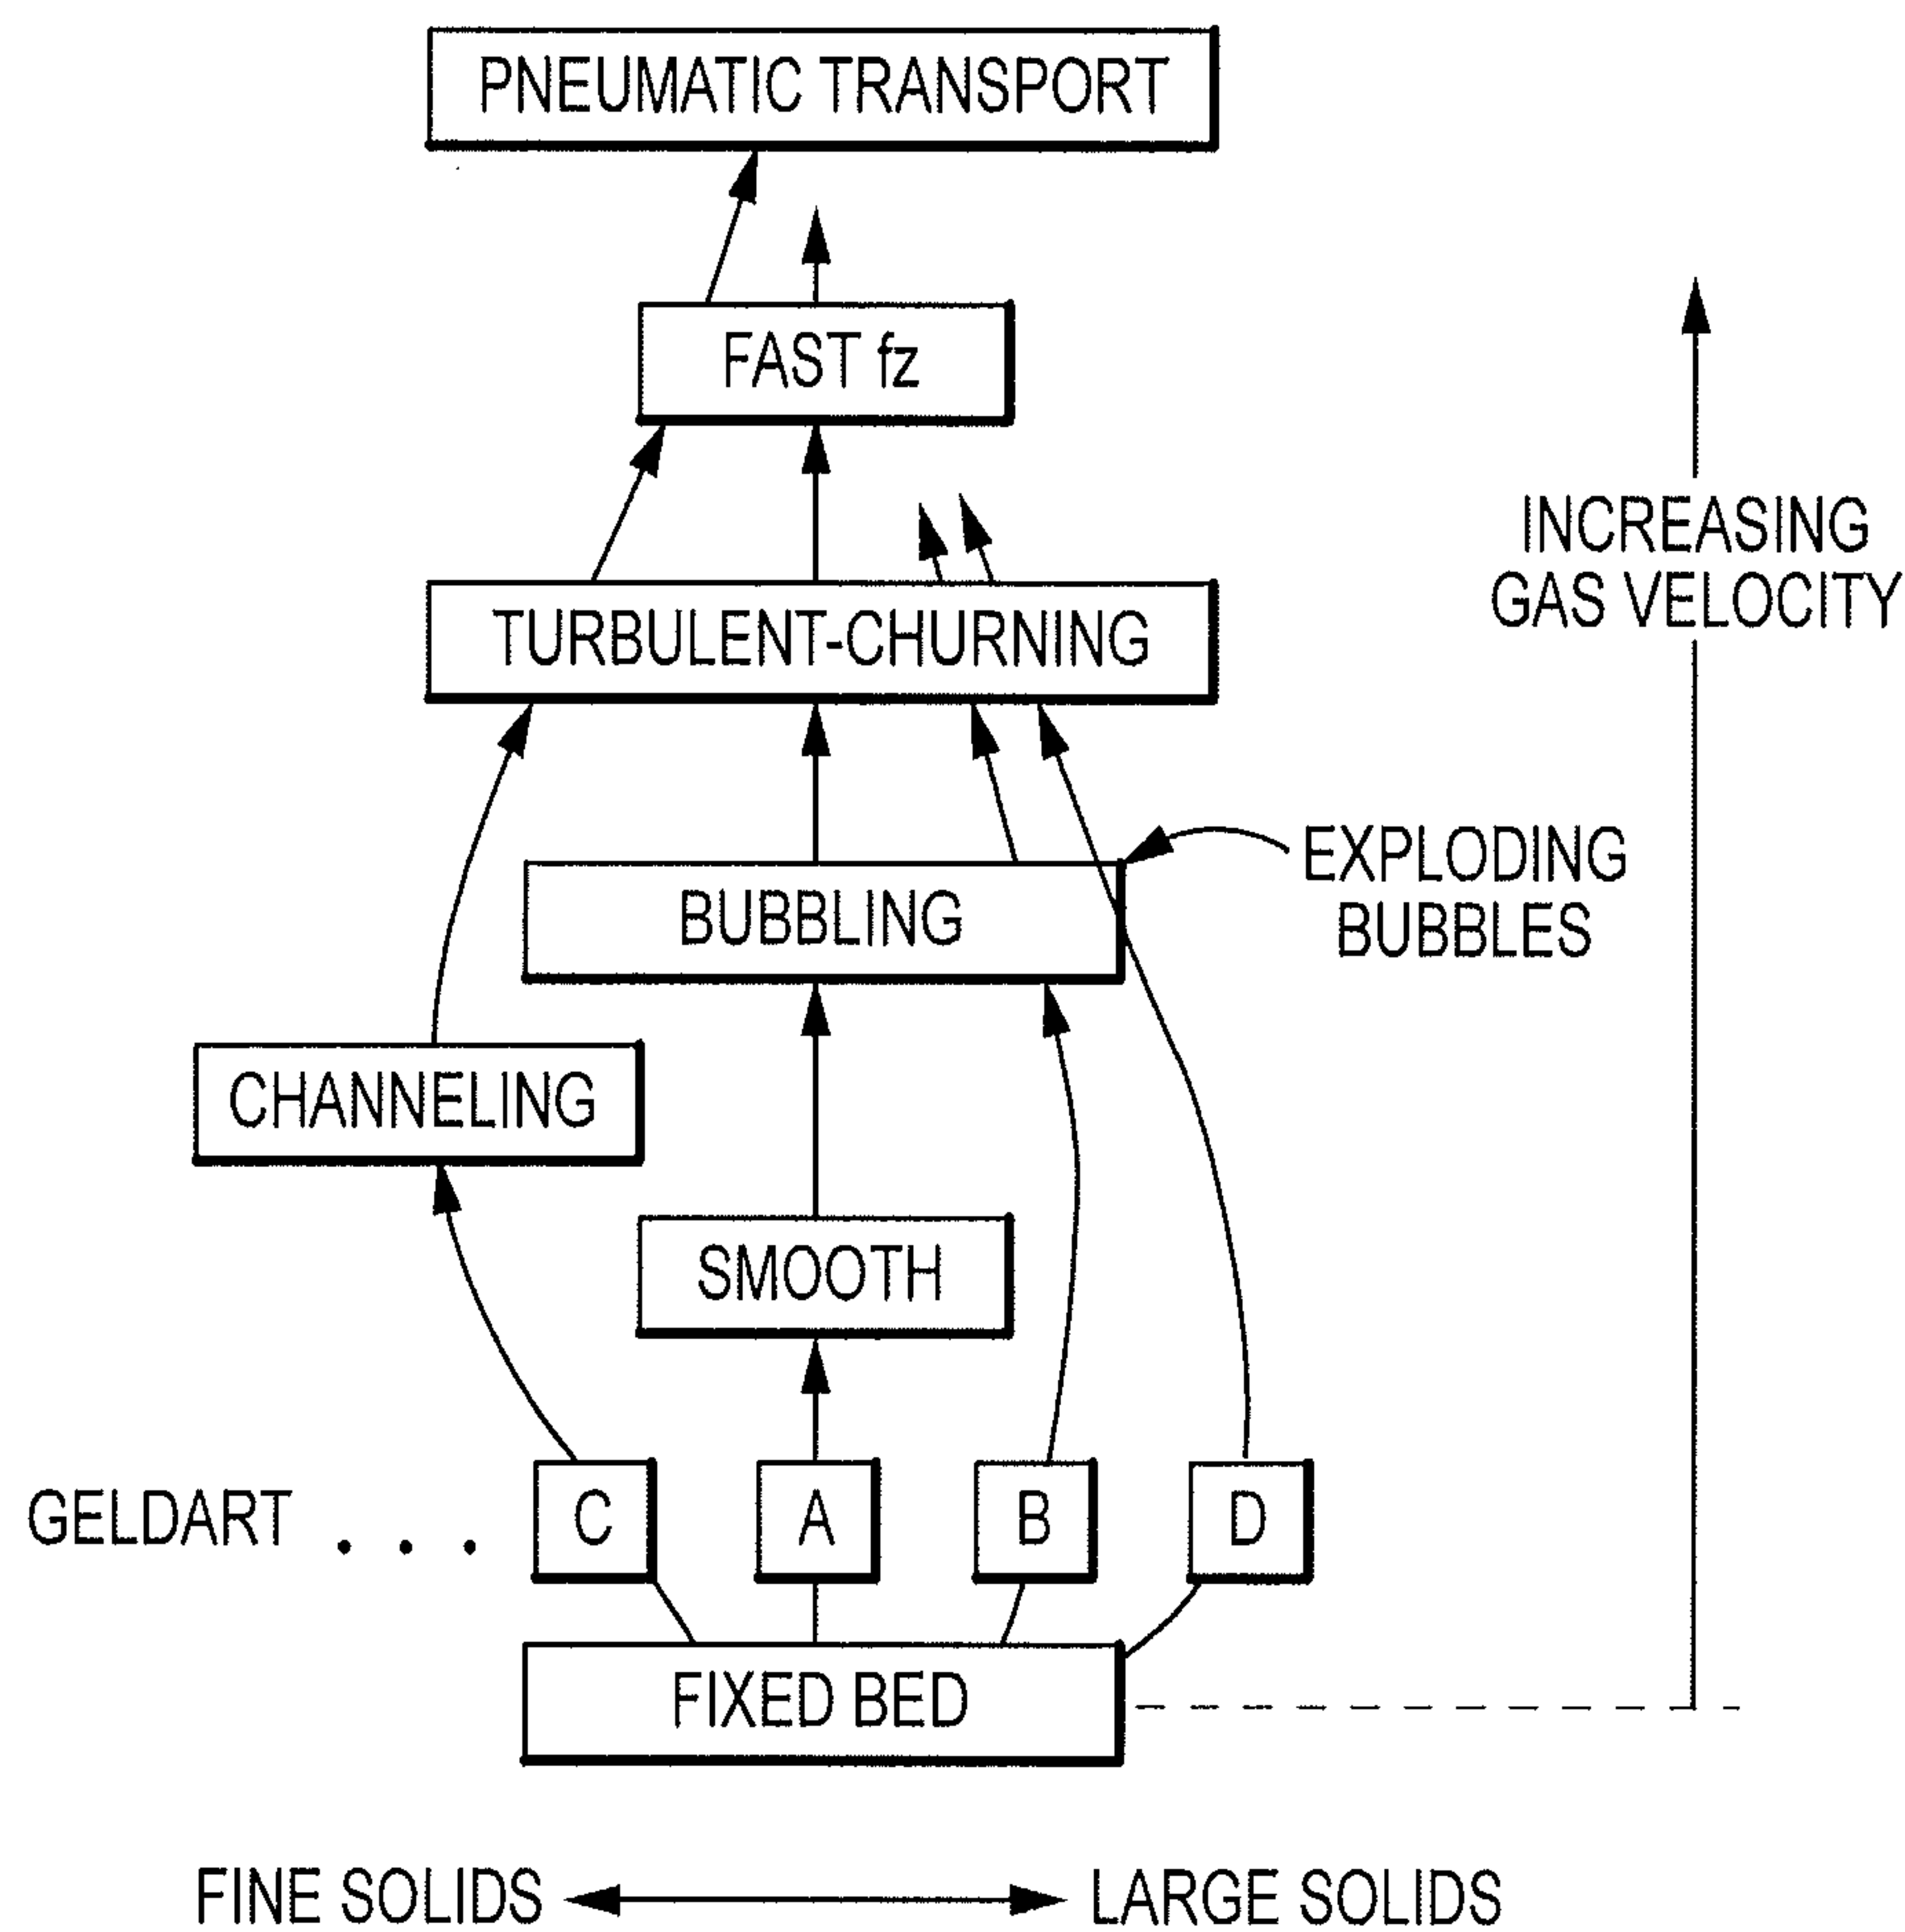 PNEUMATIC TRANSPORT
FAST fz
INCREASING
GAS VELOCITY
TURBULENT-CHURNING
EXPLODING
BUBBLES
BUBBLING
CHANNELING
SMOOTH
GELDART . . . C A B D
FIXED BED
FINE SOLIDS LARGE SOLIDS